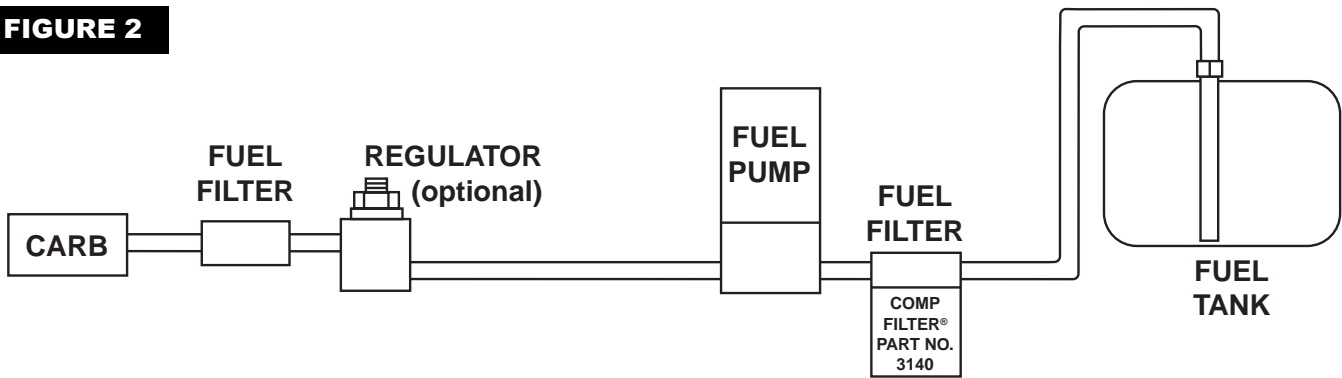 FIGURE 2
FUEL
FILTER
REGULATOR
(optional)
CARB
FUEL
PUMP
FUEL
FILTER
COMP
FILTER®
PART NO.
3140
FUEL
TANK